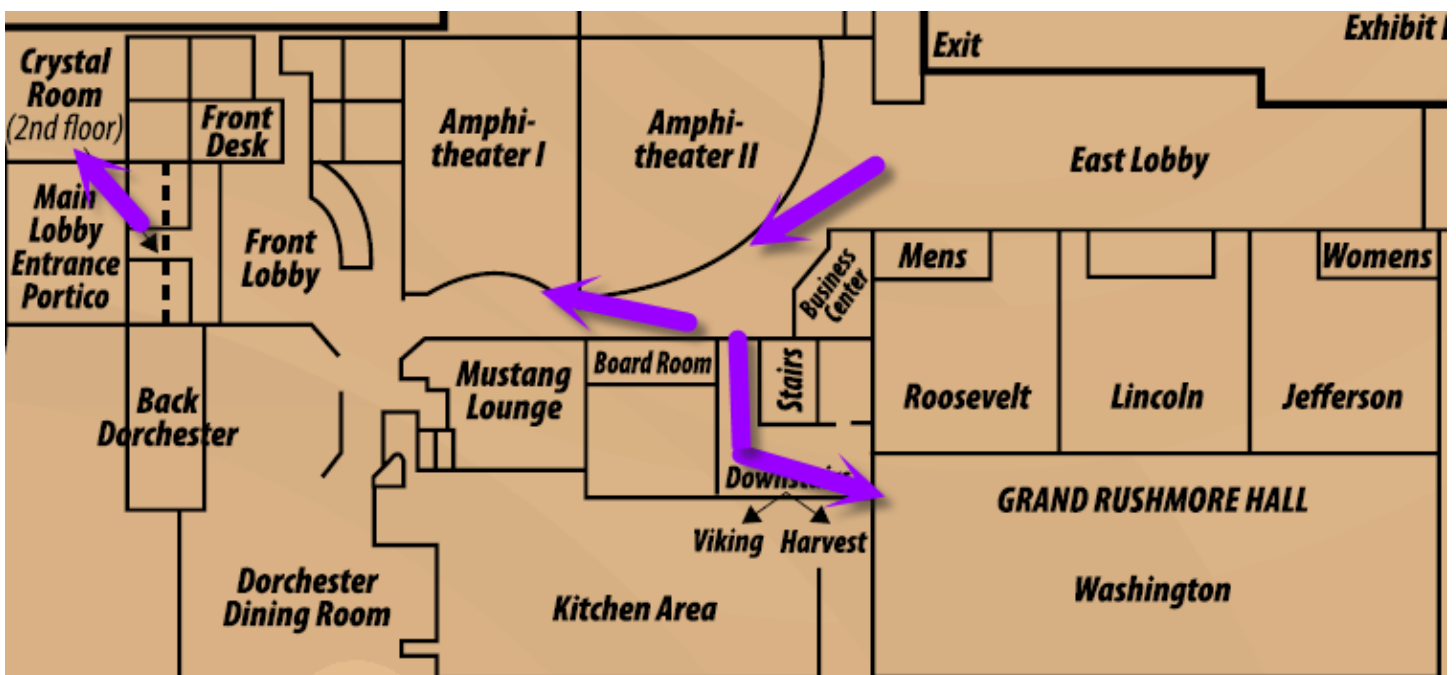 Crystal
Room
(2nd floor)
Front
Desk
Main
Lobby
Entrance
Portico
Front
Lobby
Amphi-
theater I
Amphi-
theater II
Exit
Exhibit
East Lobby
Business
Center
Mens
Womens
Roosevelt
Lincoln
Jefferson
Back
Dorchester
Mustang
Lounge
Board Room
Stairs
Downstairs
Viking
Harvest
GRAND RUSHMORE HALL
Washington
Dorchester
Dining Room
Kitchen Area